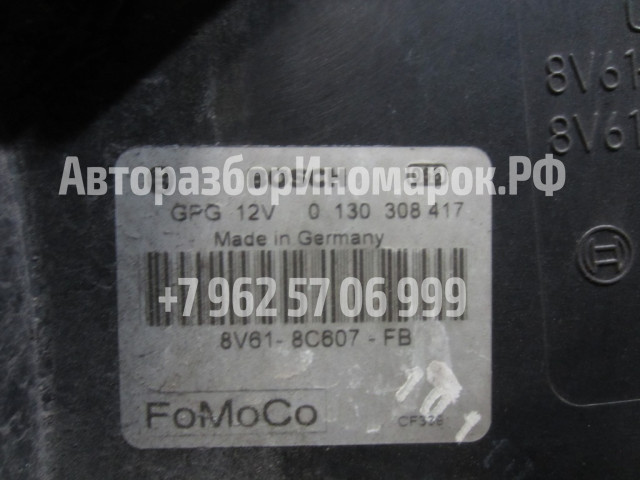 8V61
8V61
BOSCH
АвторазборИномарок.РФ
GPG 12V 0 130 308 417
Made in Germany
+7 962 57 06 999
8V61-8C607-FB
FoMoCo